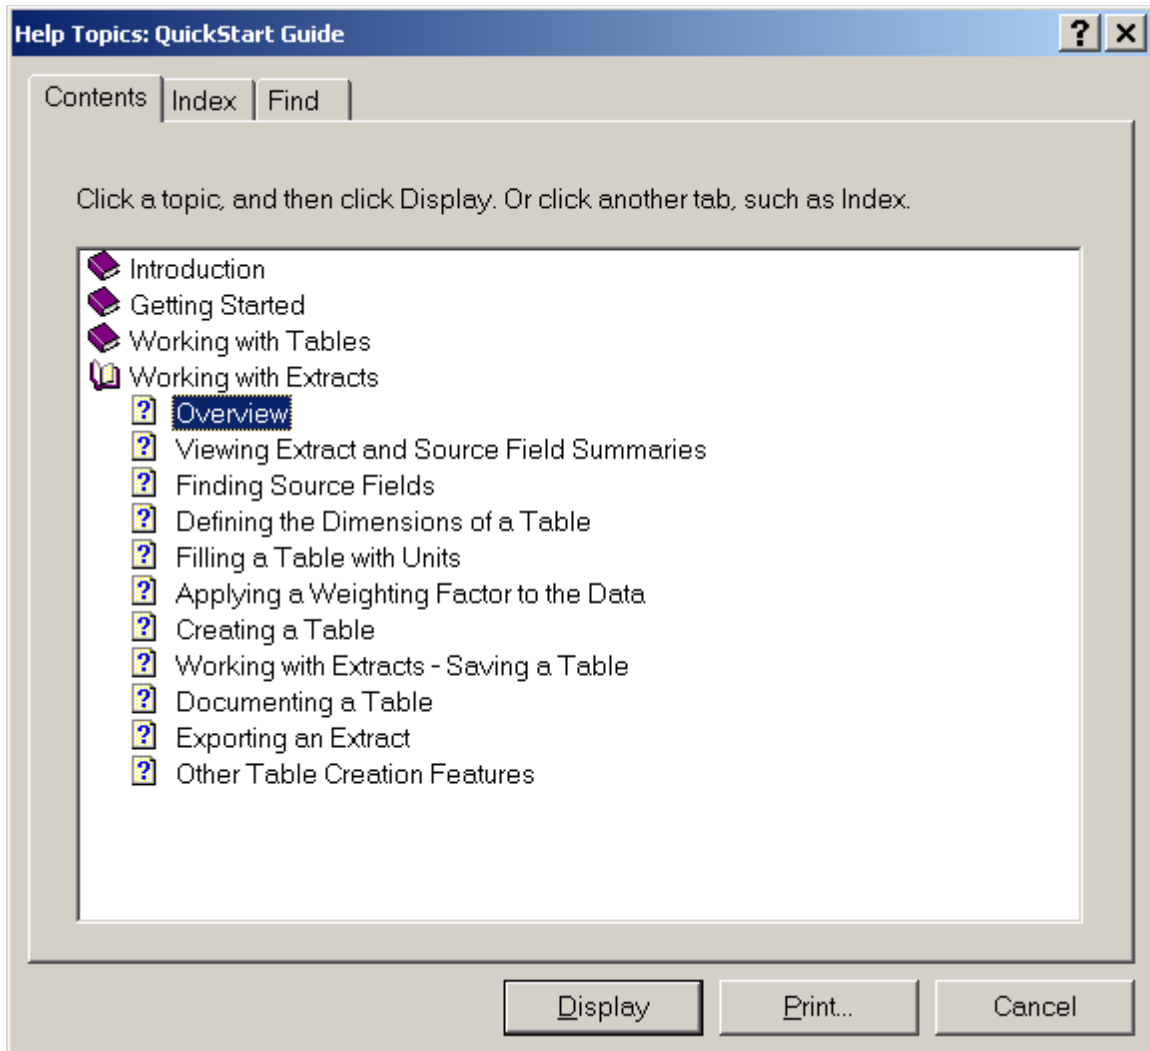 Help Topics: QuickStart Guide
Contents Index Find
Click a topic, and then click Display. Or click another tab, such as Index.
Introduction
Getting Started
Working with Tables
Working with Extracts
Overview
Viewing Extract and Source Field Summaries
Finding Source Fields
Defining the Dimensions of a Table
Filling a Table with Units
Applying a Weighting Factor to the Data
Creating a Table
Working with Extracts - Saving a Table
Documenting a Table
Exporting an Extract
Other Table Creation Features
Display Print... Cancel